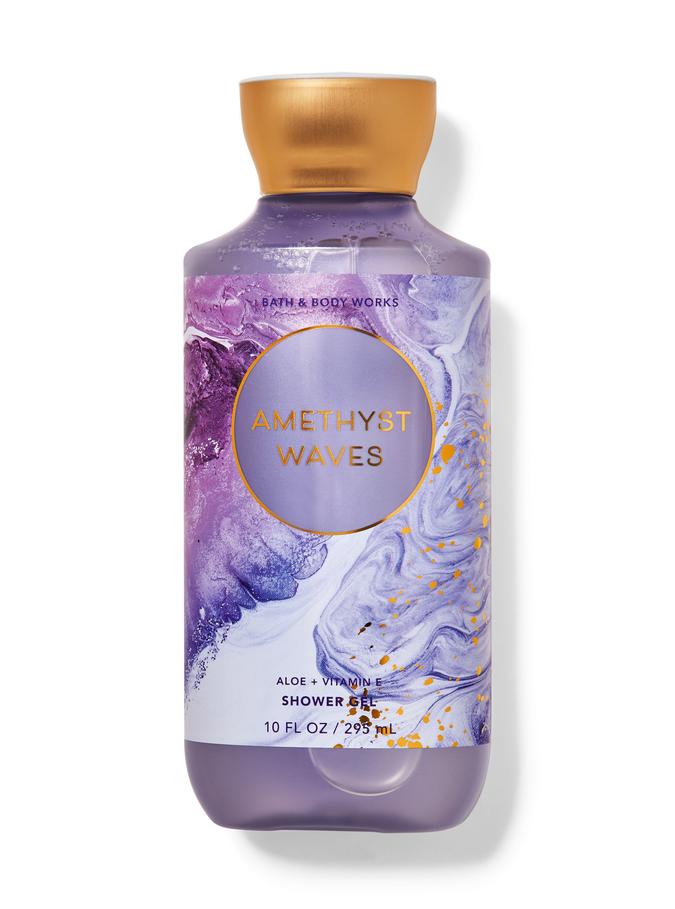 BATH & BODY WORKS
AMETHYST
WAVES
ALOE + VITAMIN E
SHOWER GEL
10 FL OZ / 295 mL